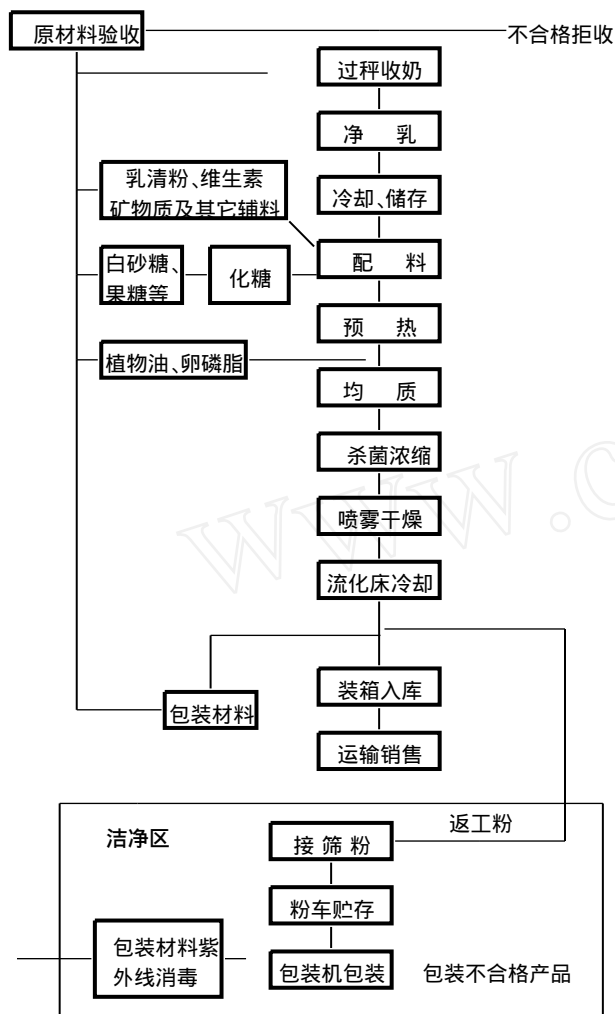 原材料验收
不合格拒收
过秤收奶
净 乳
乳清粉、维生素
矿物质及其它辅料
冷却、储存
白砂糖、
果糖等
化糖
配 料
预 热
植物油、卵磷脂
均 质
杀菌浓缩
喷雾干燥
流化床冷却
装箱入库
包装材料
运输销售
洁净区
接 筛 粉
返工粉
粉车贮存
包装材料紫
外线消毒
包装机包装
包装不合格产品
www.